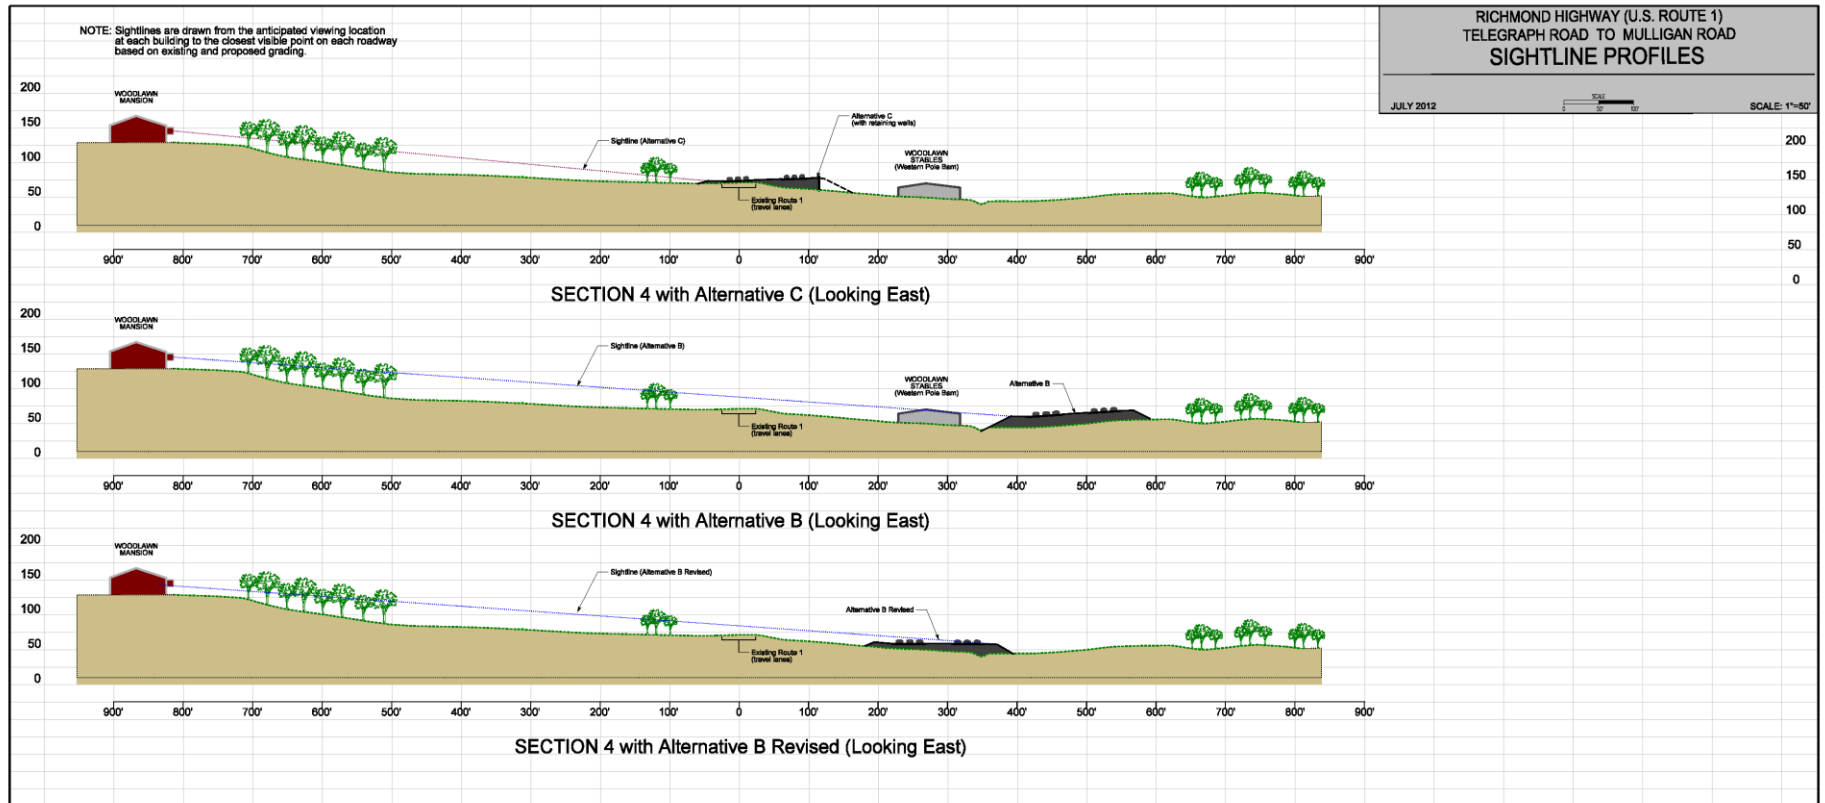 NOTE: Sightlines are drawn from the anticipated viewing location
at each building to the closest visible point on each roadway
based on existing and proposed grading.
RICHMOND HIGHWAY (U.S. ROUTE 1)
TELEGRAPH ROAD TO MULLIGAN ROAD
SIGHTLINE PROFILES
JULY 2012
SCALE
0 50' 100'
SCALE: 1"=50'
200
150
100
50
0
WOODLAWN
MANSION
Sightline (Alternative C)
Alternative C
(with retaining walls)
WOODLAWN
STABLES
(Western Pole Barn)
Existing Route 1
(travel lanes)
200
150
100
50
0
900' 800' 700' 600' 500' 400' 300' 200' 100' 0 100' 200' 300' 400' 500' 600' 700' 800' 900'
SECTION 4 with Alternative C (Looking East)
200
150
100
50
0
WOODLAWN
MANSION
Sightline (Alternative B)
WOODLAWN
STABLES
(Western Pole Barn)
Alternative B
Existing Route 1
(travel lanes)
900' 800' 700' 600' 500' 400' 300' 200' 100' 0 100' 200' 300' 400' 500' 600' 700' 800' 900'
SECTION 4 with Alternative B (Looking East)
200
150
100
50
0
WOODLAWN
MANSION
Sightline (Alternative B Revised)
Alternative B Revised
Existing Route 1
(travel lanes)
900' 800' 700' 600' 500' 400' 300' 200' 100' 0 100' 200' 300' 400' 500' 600' 700' 800' 900'
SECTION 4 with Alternative B Revised (Looking East)